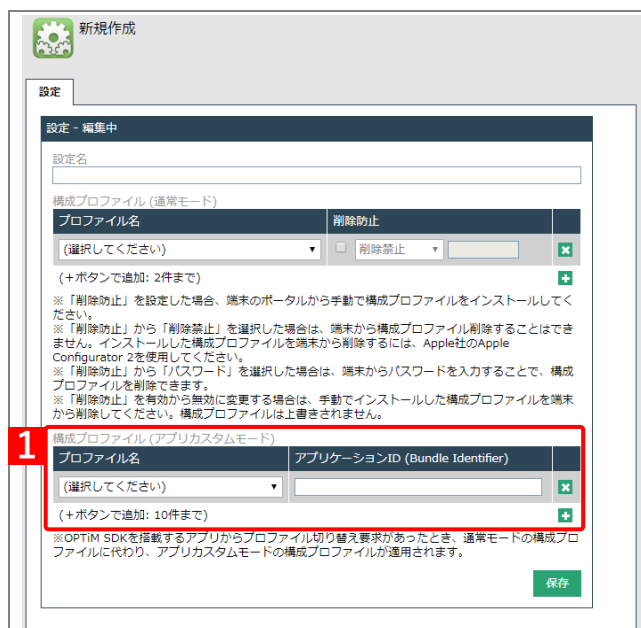 新規作成
設定
設定 - 編集中
設定名
構成プロファイル (通常モード)
プロファイル名 削除防止
(選択してください) 削除禁止
(+ボタンで追加: 2件まで)
※「削除防止」を設定した場合、端末のポータルから手動で構成プロファイルをインストールしてく
ださい。
※「削除防止」から「削除禁止」を選択した場合は、端末から構成プロファイル削除することはでき
ません。インストールした構成プロファイルを端末から削除するには、Apple社のApple
Configurator 2を使用してください。
※「削除防止」から「パスワード」を選択した場合は、端末からパスワードを入力することで、構成
プロファイルを削除できます。
※「削除防止」を有効から無効に変更する場合は、手動でインストールした構成プロファイルを端末
から削除してください。構成プロファイルは上書きされません。
1
構成プロファイル (アプリカスタムモード)
プロファイル名 アプリケーションID (Bundle Identifier)
(選択してください)
(+ボタンで追加: 10件まで)
※OPTiM SDKを搭載するアプリからプロファイル切り替え要求があったとき、通常モードの構成プロ
ファイルに代わり、アプリカスタムモードの構成プロファイルが適用されます。
保存